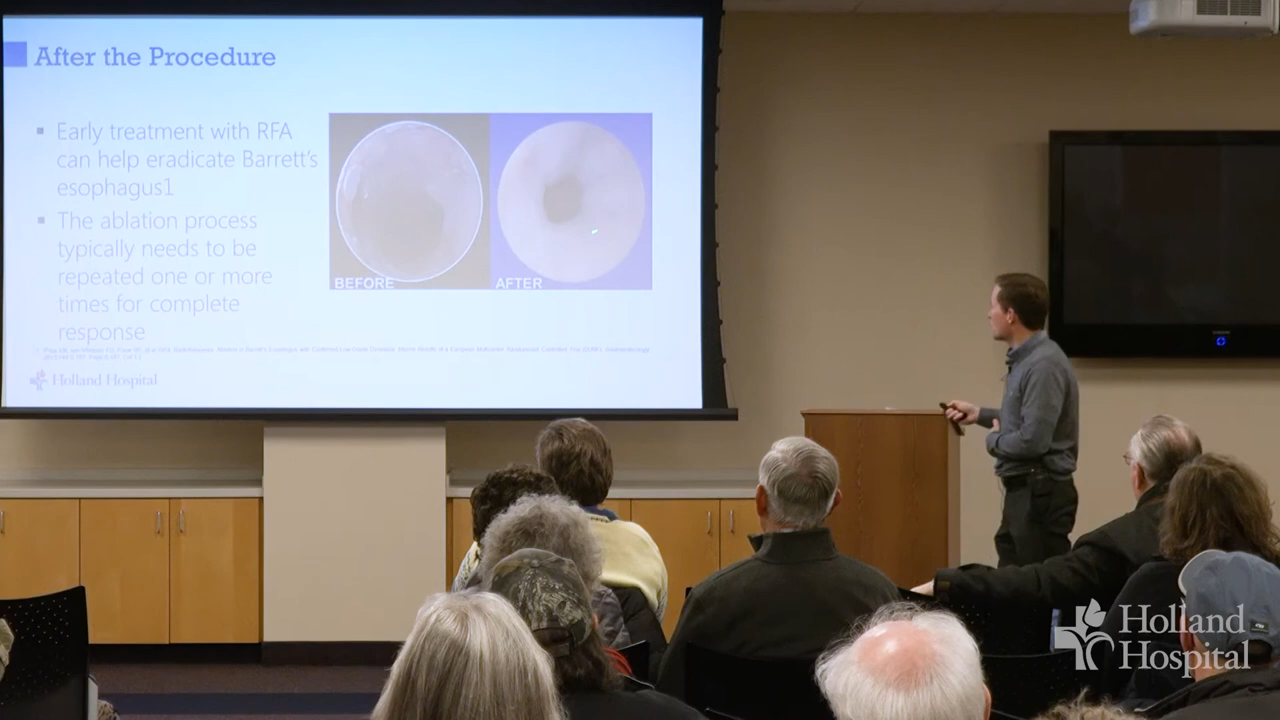 After the Procedure
▪ Early treatment with RFA
can help eradicate Barrett's
esophagus1
▪ The ablation process
typically needs to be
repeated one or more
times for complete
response
BEFORE
AFTER
Holland Hospital
Holland
Hospital